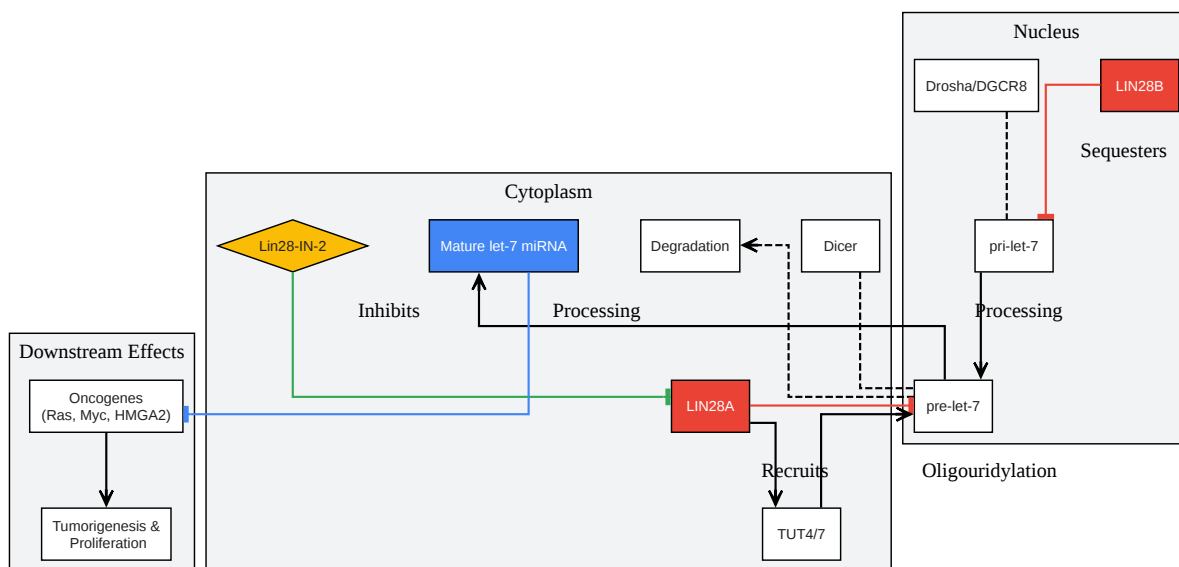 Nucleus
Drosha/DGCR8
LIN28B
Sequesters
Cytoplasm
Lin28-IN-2
Mature let-7 miRNA
Degradation
Dicer
pri-let-7
Inhibits
Processing
Processing
Downstream Effects
Oncogenes
(Ras, Myc, HMGA2)
LIN28A
pre-let-7
Recruits
Oligouridylation
Tumorigenesis &
Proliferation
TUT4/7